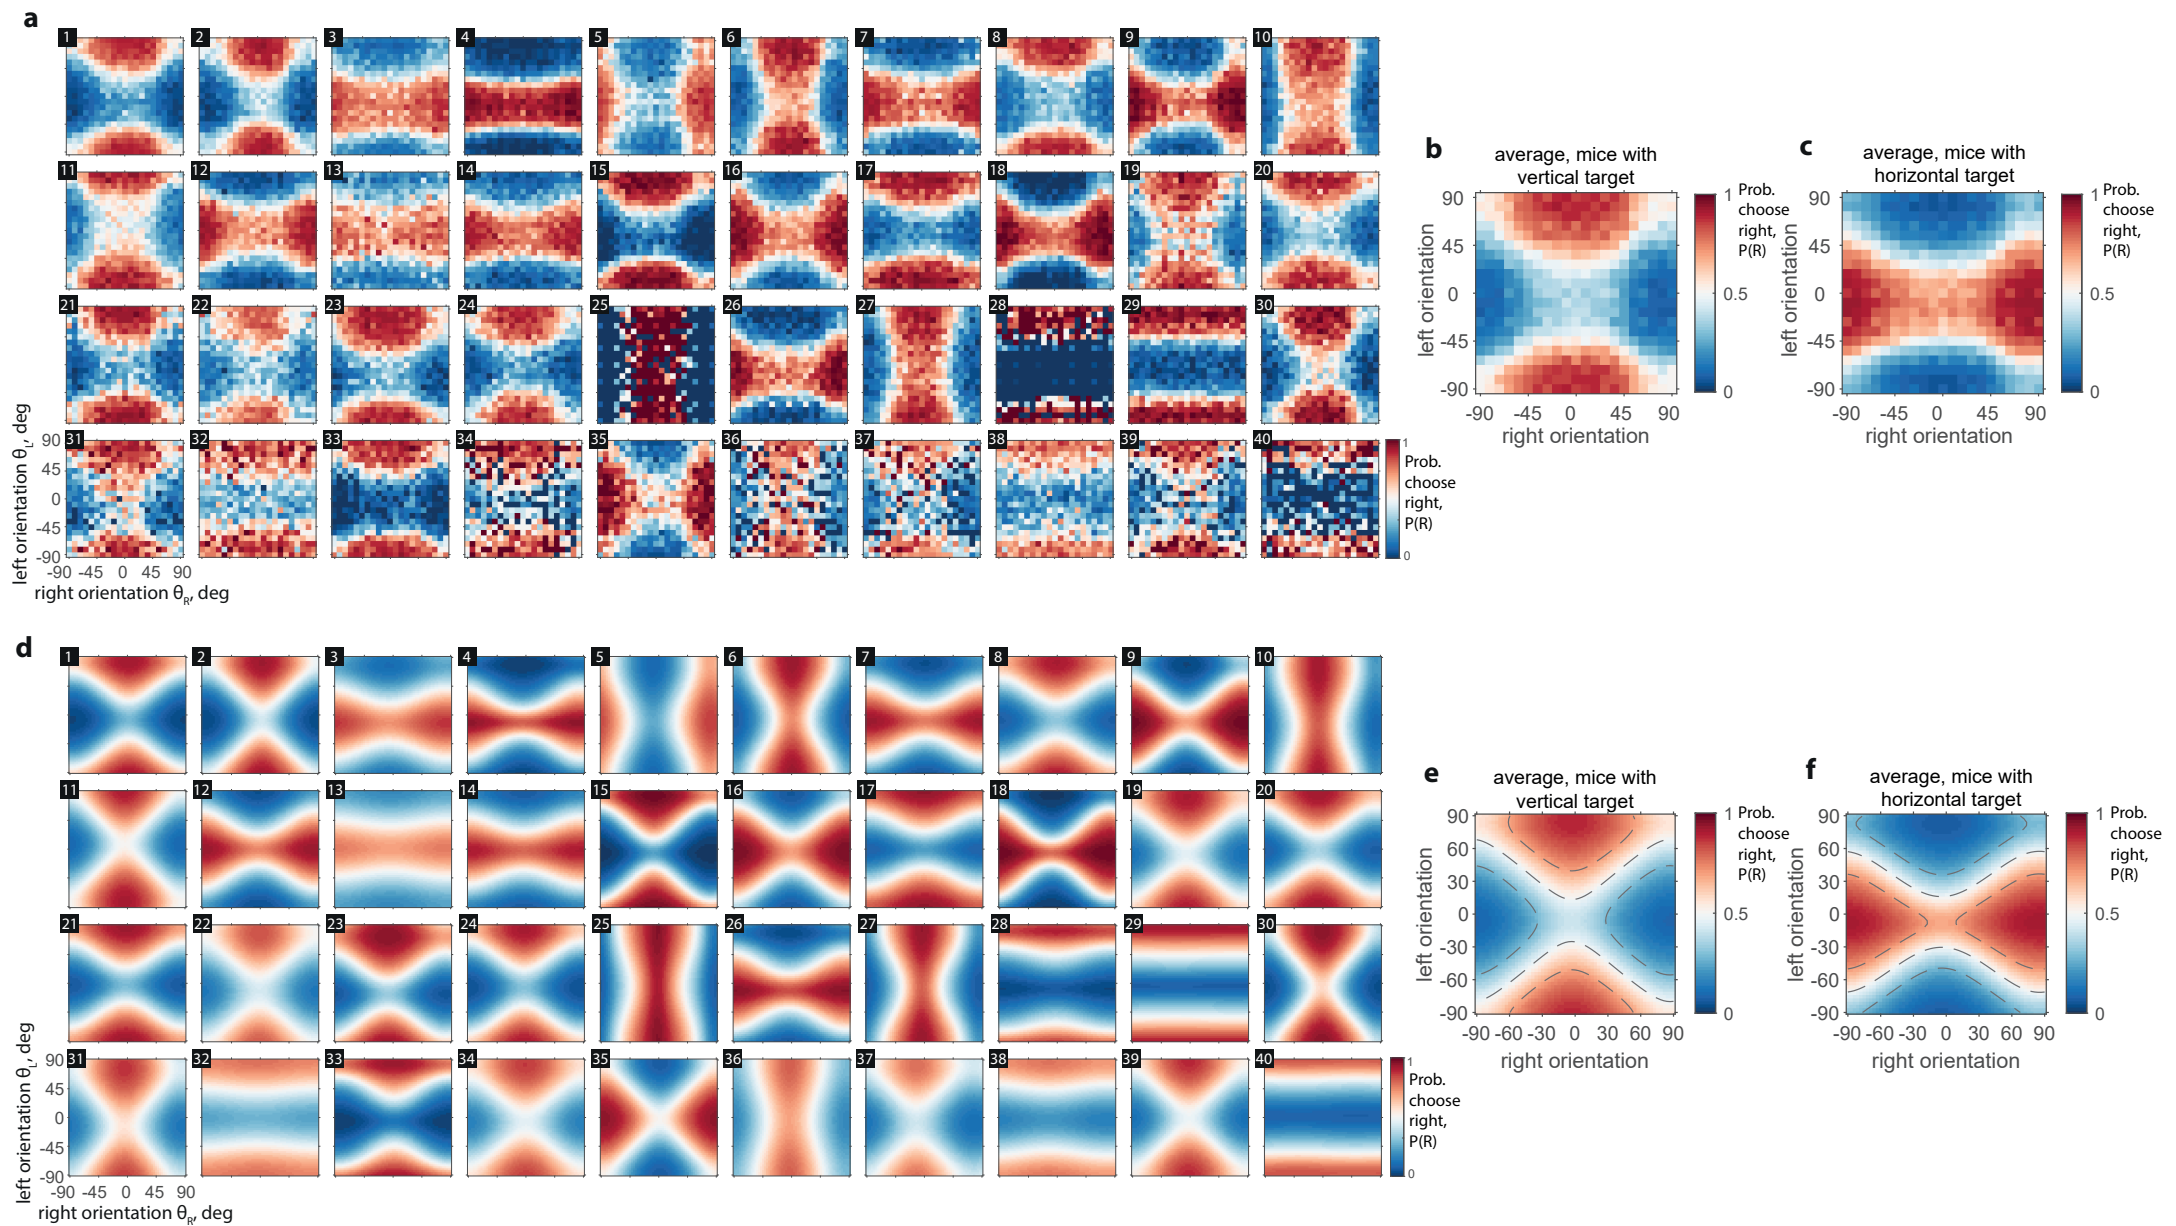 a
1 2 3 4 5 6 7 8 9 10
11 12 13 14 15 16 17 18 19 20
21 22 23 24 25 26 27 28 29 30
31 32 33 34 35 36 37 38 39 40
left orientation θL, deg
90
45
0
-45
-90
-90 -45 0 45 90
right orientation θR, deg
1
Prob.
choose
right,
P(R)
0
b
average, mice with
vertical target
left orientation
90
45
0
-45
-90
-90 -45 0 45 90
right orientation
1
0.5
0
Prob.
choose
right,
P(R)
c
average, mice with
horizontal target
left orientation
90
45
0
-45
-90
-90 -45 0 45 90
right orientation
1
0.5
0
Prob.
choose
right,
P(R)
d
1 2 3 4 5 6 7 8 9 10
11 12 13 14 15 16 17 18 19 20
21 22 23 24 25 26 27 28 29 30
31 32 33 34 35 36 37 38 39 40
left orientation θL, deg
90
45
0
-45
-90
-90 -45 0 45 90
right orientation θR, deg
1
Prob.
choose
right,
P(R)
0
e
average, mice with
vertical target
left orientation
90
60
30
0
-30
-60
-90
-90 -60 -30 0 30 60 90
right orientation
1
0.5
0
Prob.
choose
right,
P(R)
f
average, mice with
horizontal target
left orientation
90
60
30
0
-30
-60
-90
-90 -60 -30 0 30 60 90
right orientation
1
0.5
0
Prob.
choose
right,
P(R)